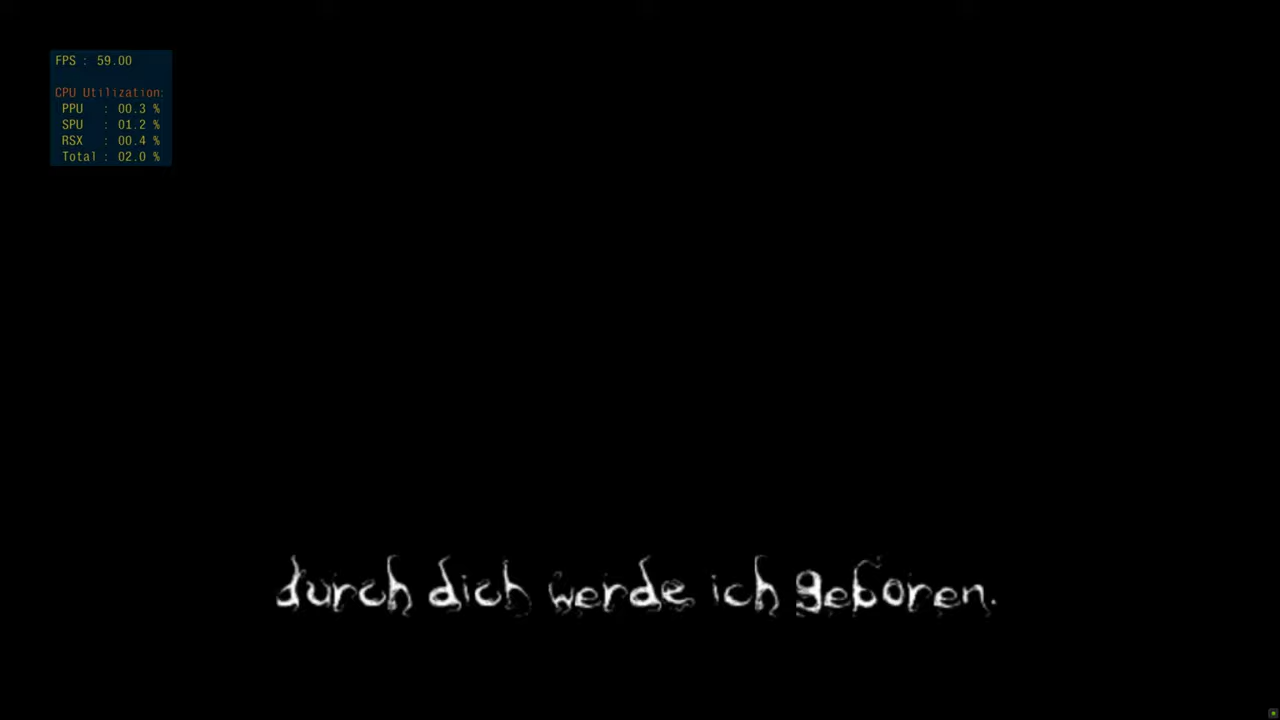 FPS : 59.00
CPU Utilization:
PPU : 00.3 %
SPU : 01.2 %
RSX : 00.4 %
Total : 02.0 %
durch dich werde ich geboren.